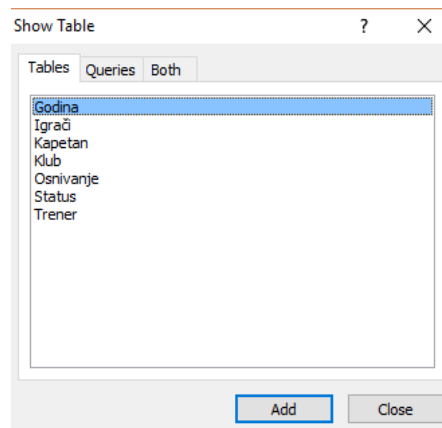 Show Table ?
Tables Queries Both
Godina
Igrači
Kapetan
Klub
Osnivanje
Status
Trener
Add Close